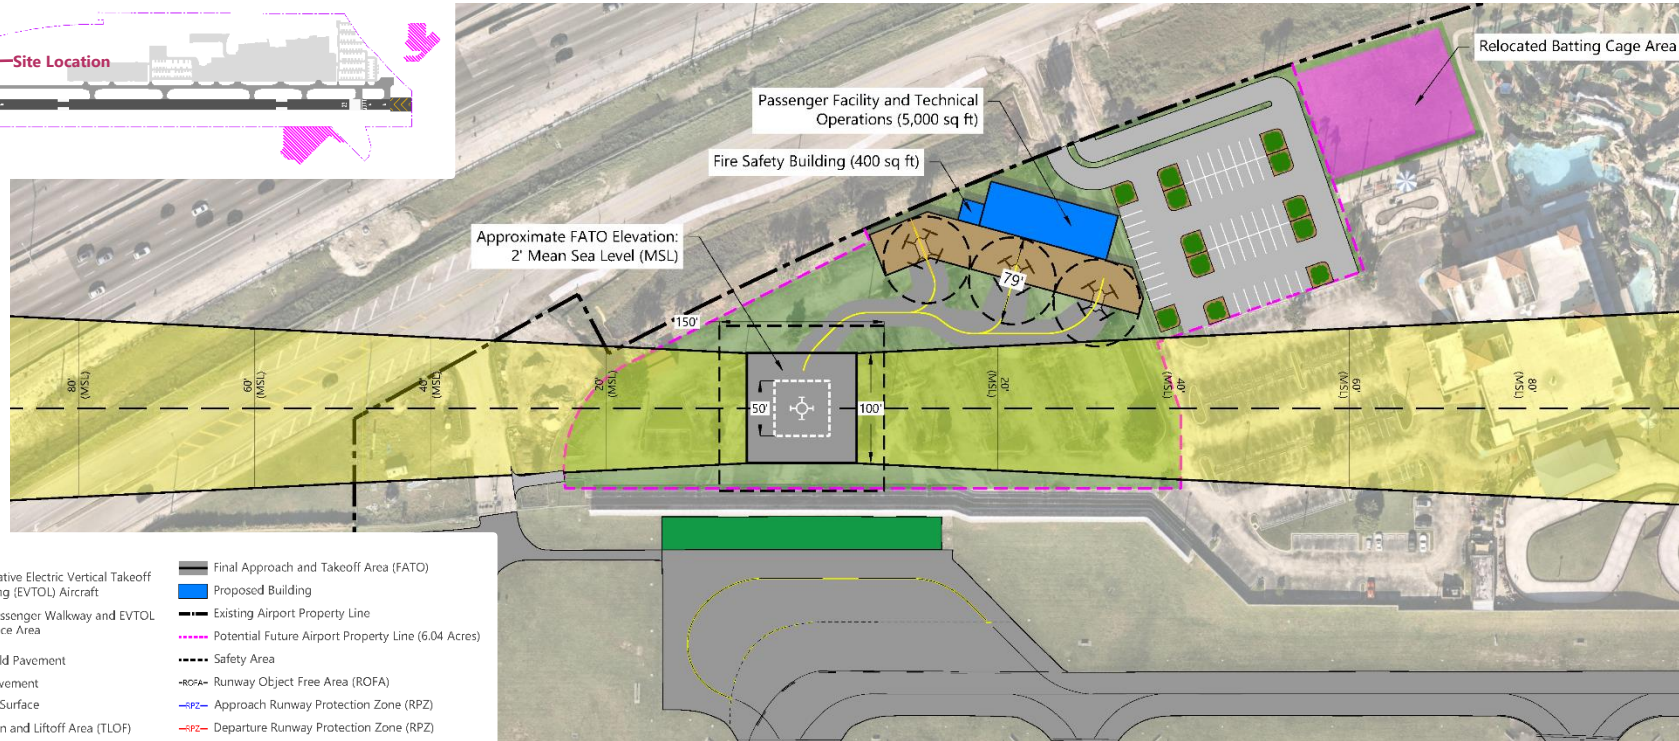 Site Location
Relocated Batting Cage Area
Passenger Facility and Technical
Operations (5,000 sq ft)
Fire Safety Building (400 sq ft)
Approximate FATO Elevation:
2' Mean Sea Level (MSL)
79'
150'
80'
(MSL)
60'
(MSL)
40'
(MSL)
20'
(MSL)
50'
100'
20'
(MSL)
40'
(MSL)
60'
(MSL)
80'
(MSL)
ative Electric Vertical Takeoff
ng (EVTOL) Aircraft
ssenger Walkway and EVTOL
ce Area
ld Pavement
vement
Surface
n and Liftoff Area (TLOF)
Final Approach and Takeoff Area (FATO)
Proposed Building
Existing Airport Property Line
Potential Future Airport Property Line (6.04 Acres)
Safety Area
-ROFA- Runway Object Free Area (ROFA)
-RPZ- Approach Runway Protection Zone (RPZ)
-RPZ- Departure Runway Protection Zone (RPZ)